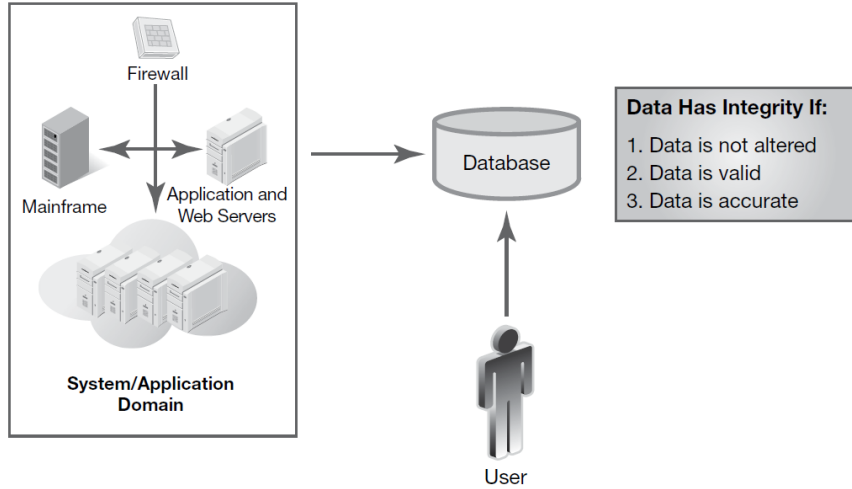 Firewall
Mainframe
Application and
Web Servers
System/Application
Domain
Database
User
Data Has Integrity If:
1. Data is not altered
2. Data is valid
3. Data is accurate